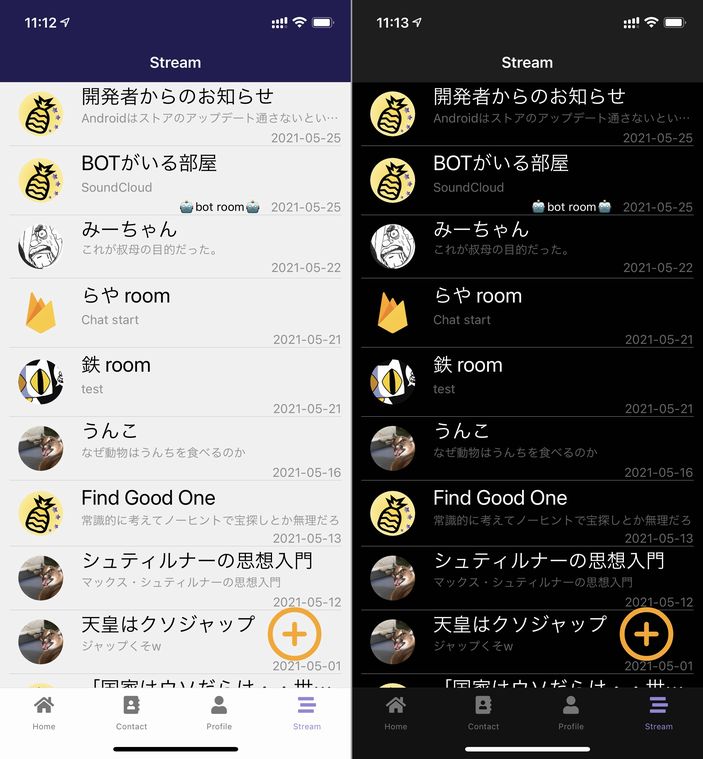 11:12
Stream
開発者からのお知らせ
Androidはストアのアップデート通さないとい…
2021-05-25
BOTがいる部屋
SoundCloud
bot room
2021-05-25
みーちゃん
これが叔母の目的だった。
2021-05-22
らや room
Chat start
2021-05-21
鉄 room
test
2021-05-21
うんこ
なぜ動物はうんちを食べるのか
2021-05-16
Find Good One
常識的に考えてノーヒントで宝探しとか無理だろ
2021-05-13
シュティルナーの思想入門
マックス・シュティルナーの思想入門
2021-05-12
天皇はクソジャップ
ジャップくそw
2021-05-01
「国家はウソだらけ・・世…
Home
Contact
Profile
Stream
11:13
Stream
開発者からのお知らせ
Androidはストアのアップデート通さないとい…
2021-05-25
BOTがいる部屋
SoundCloud
bot room
2021-05-25
みーちゃん
これが叔母の目的だった。
2021-05-22
らや room
Chat start
2021-05-21
鉄 room
test
2021-05-21
うんこ
なぜ動物はうんちを食べるのか
2021-05-16
Find Good One
常識的に考えてノーヒントで宝探しとか無理だろ
2021-05-13
シュティルナーの思想入門
マックス・シュティルナーの思想入門
2021-05-12
天皇はクソジャップ
ジャップくそw
2021-05-01
「国家はウソだらけ・・世…
Home
Contact
Profile
Stream